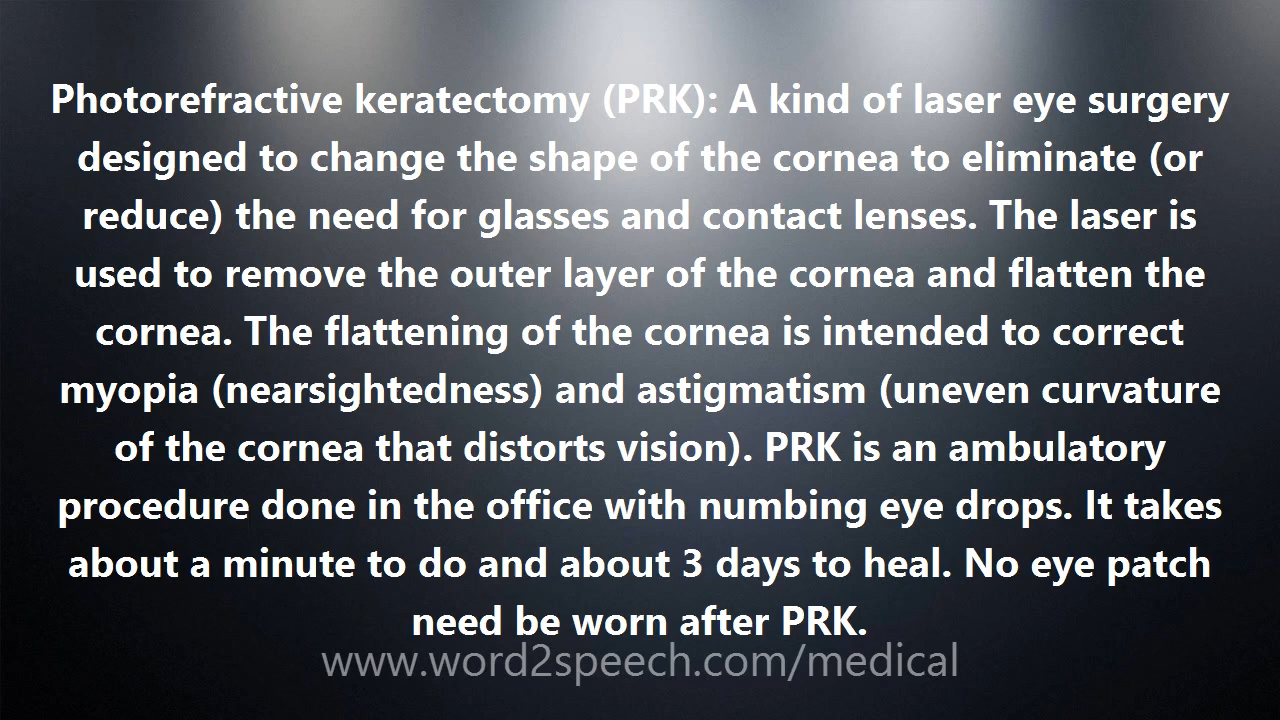 Photorefractive keratectomy (PRK): A kind of laser eye surgery
designed to change the shape of the cornea to eliminate (or
reduce) the need for glasses and contact lenses. The laser is
used to remove the outer layer of the cornea and flatten the
cornea. The flattening of the cornea is intended to correct
myopia (nearsightedness) and astigmatism (uneven curvature
of the cornea that distorts vision). PRK is an ambulatory
procedure done in the office with numbing eye drops. It takes
about a minute to do and about 3 days to heal. No eye patch
need be worn after PRK.
www.word2speech.com/medical